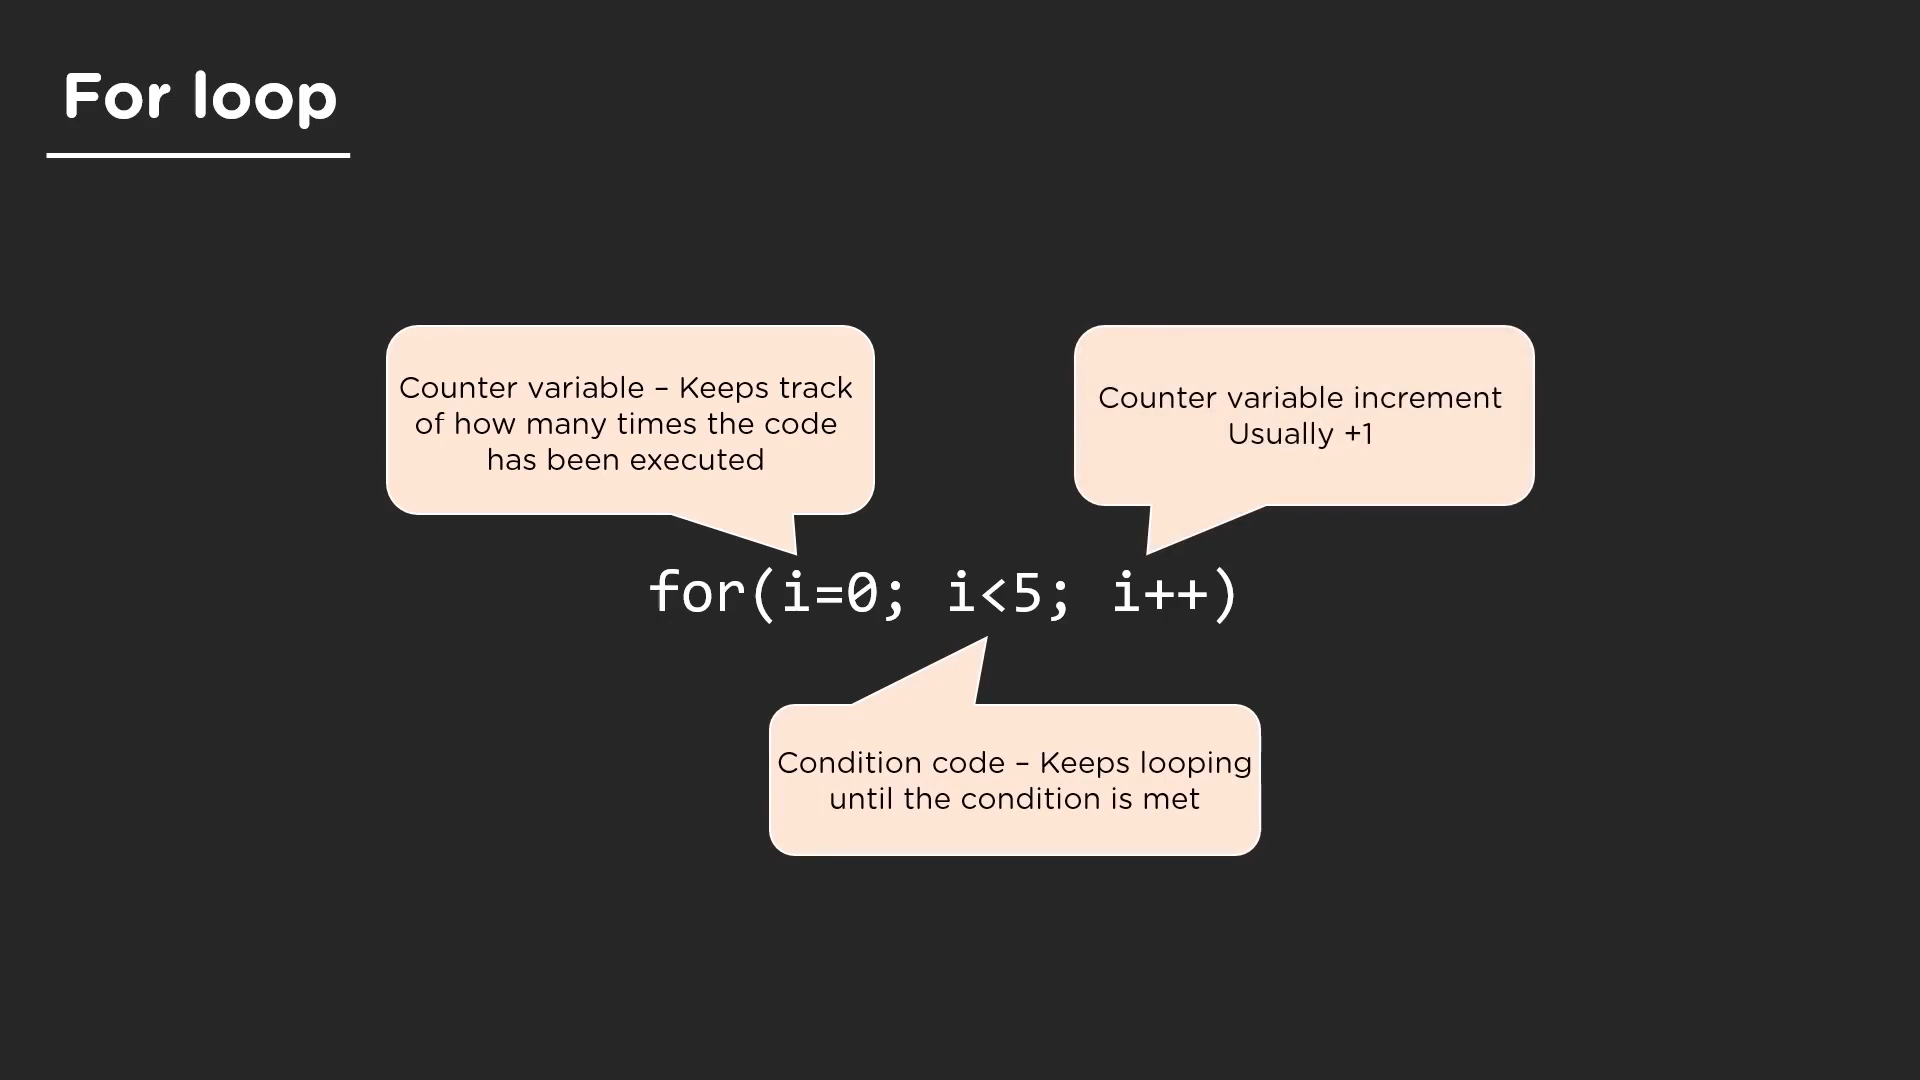 For loop
Counter variable – Keeps track
of how many times the code
has been executed
Counter variable increment
Usually +1
for(i=0; i<5; i++)
Condition code – Keeps looping
until the condition is met